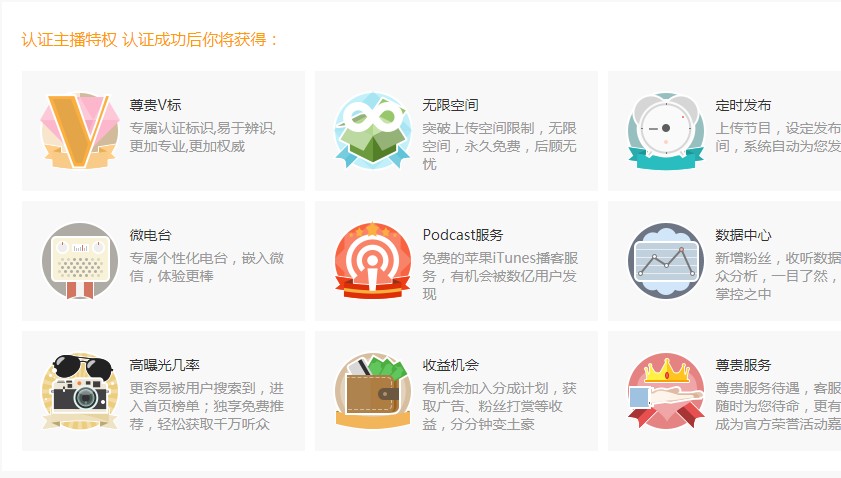 认证主播特权 认证成功后你将获得：
尊贵V标
专属认证标识,易于辨识,
更加专业,更加权威
无限空间
突破上传空间限制，无限
空间，永久免费，后顾无
忧
定时发布
上传节目，设定发布
间，系统自动为您发
微电台
专属个性化电台，嵌入微
信，体验更棒
Podcast服务
免费的苹果iTunes播客服
务，有机会被数亿用户发
现
数据中心
新增粉丝，收听数据
众分析，一目了然，
掌控之中
高曝光几率
更容易被用户搜索到，进
入首页榜单；独享免费推
荐，轻松获取千万听众
收益机会
有机会加入分成计划，获
取广告、粉丝打赏等收
益，分分钟变土豪
尊贵服务
尊贵服务待遇，客服
随时为您待命，更有
成为官方荣誉活动嘉